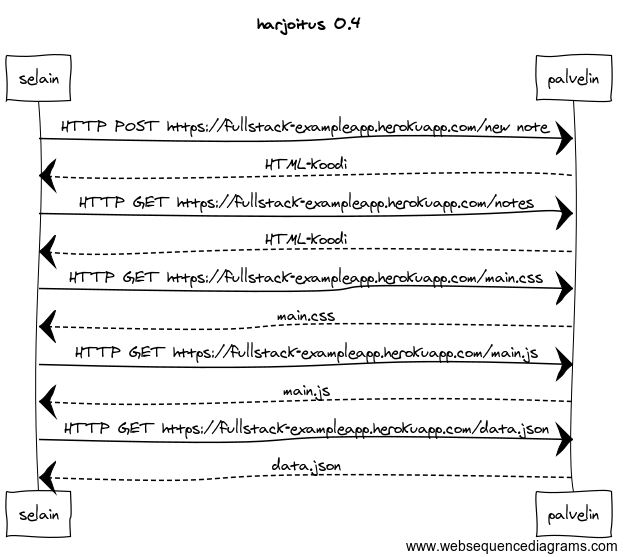 harjoitus 0.4
selain palvelin
HTTP POST https://fullstack-exampleapp.herokuapp.com/new note
HTML-koodi
HTTP GET https://fullstack-exampleapp.herokuapp.com/notes
HTML-koodi
HTTP GET https://fullstack-exampleapp.herokuapp.com/main.css
main.css
HTTP GET https://fullstack-exampleapp.herokuapp.com/main.js
main.js
HTTP GET https://fullstack-exampleapp.herokuapp.com/data.json
data.json
selain palvelin
www.websequencediagrams.com